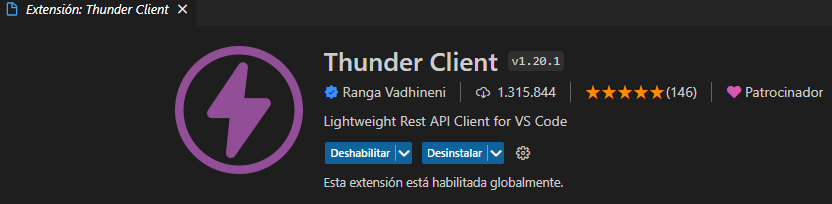 Extensión: Thunder Client
Thunder Client v1.20.1
Ranga Vadhineni 1.315.844 (146) Patrocinador
Lightweight Rest API Client for VS Code
Deshabilitar Desinstalar
Esta extensión está habilitada globalmente.